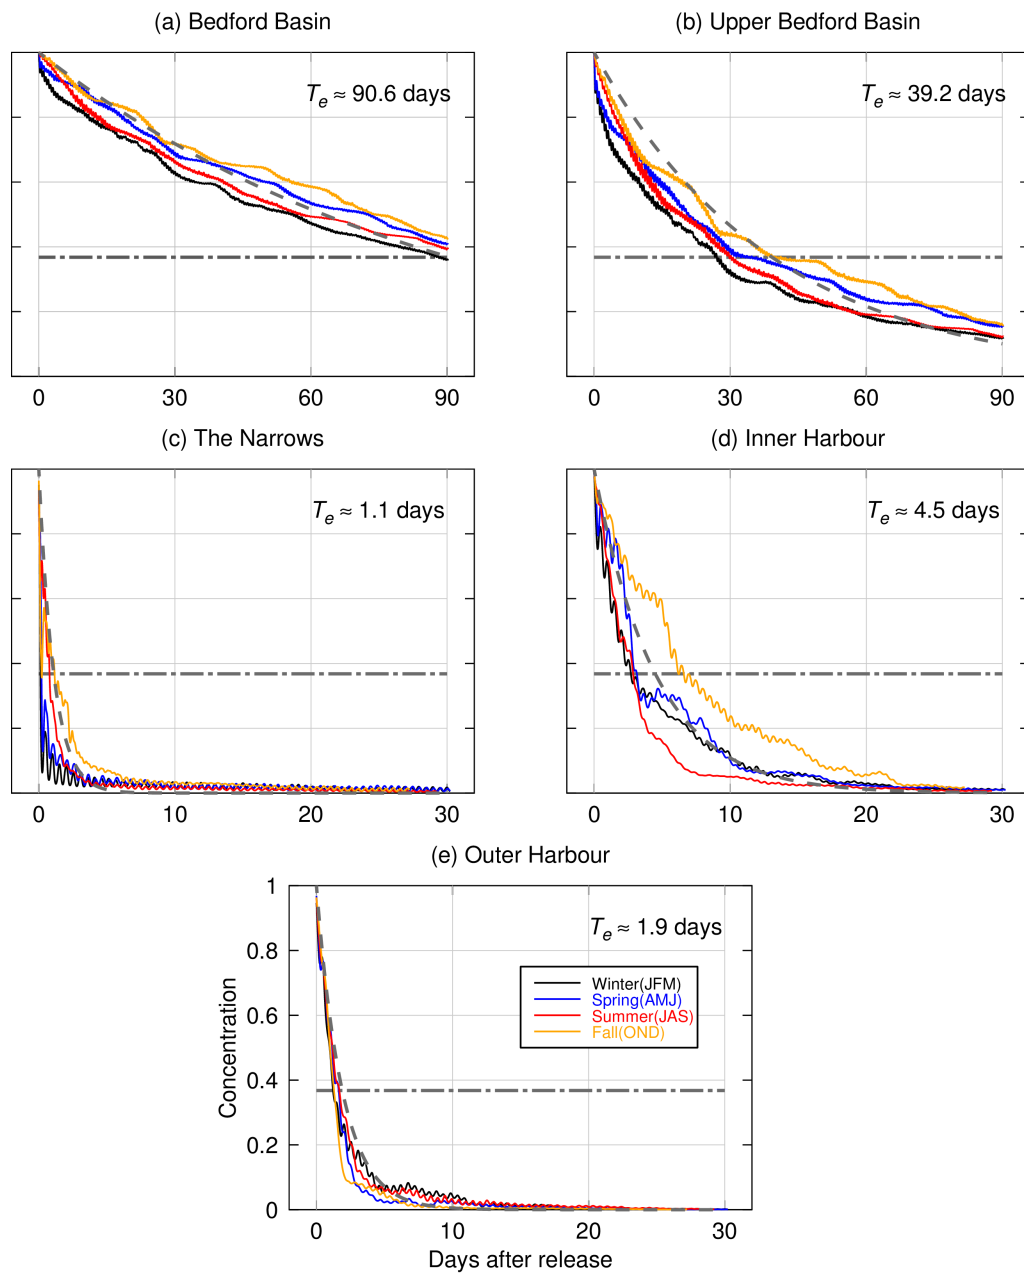 (a) Bedford Basin
(b) Upper Bedford Basin
Te ≈ 90.6 days
Te ≈ 39.2 days
0 30 60 90
0 30 60 90
(c) The Narrows
(d) Inner Harbour
Te ≈ 1.1 days
Te ≈ 4.5 days
0 10 20 30
0 10 20 30
(e) Outer Harbour
1
Te ≈ 1.9 days
0.8
Winter(JFM)
Spring(AMJ)
Summer(JAS)
Fall(OND)
0.6
0.4
0.2
0
Concentration
0 10 20 30
Days after release